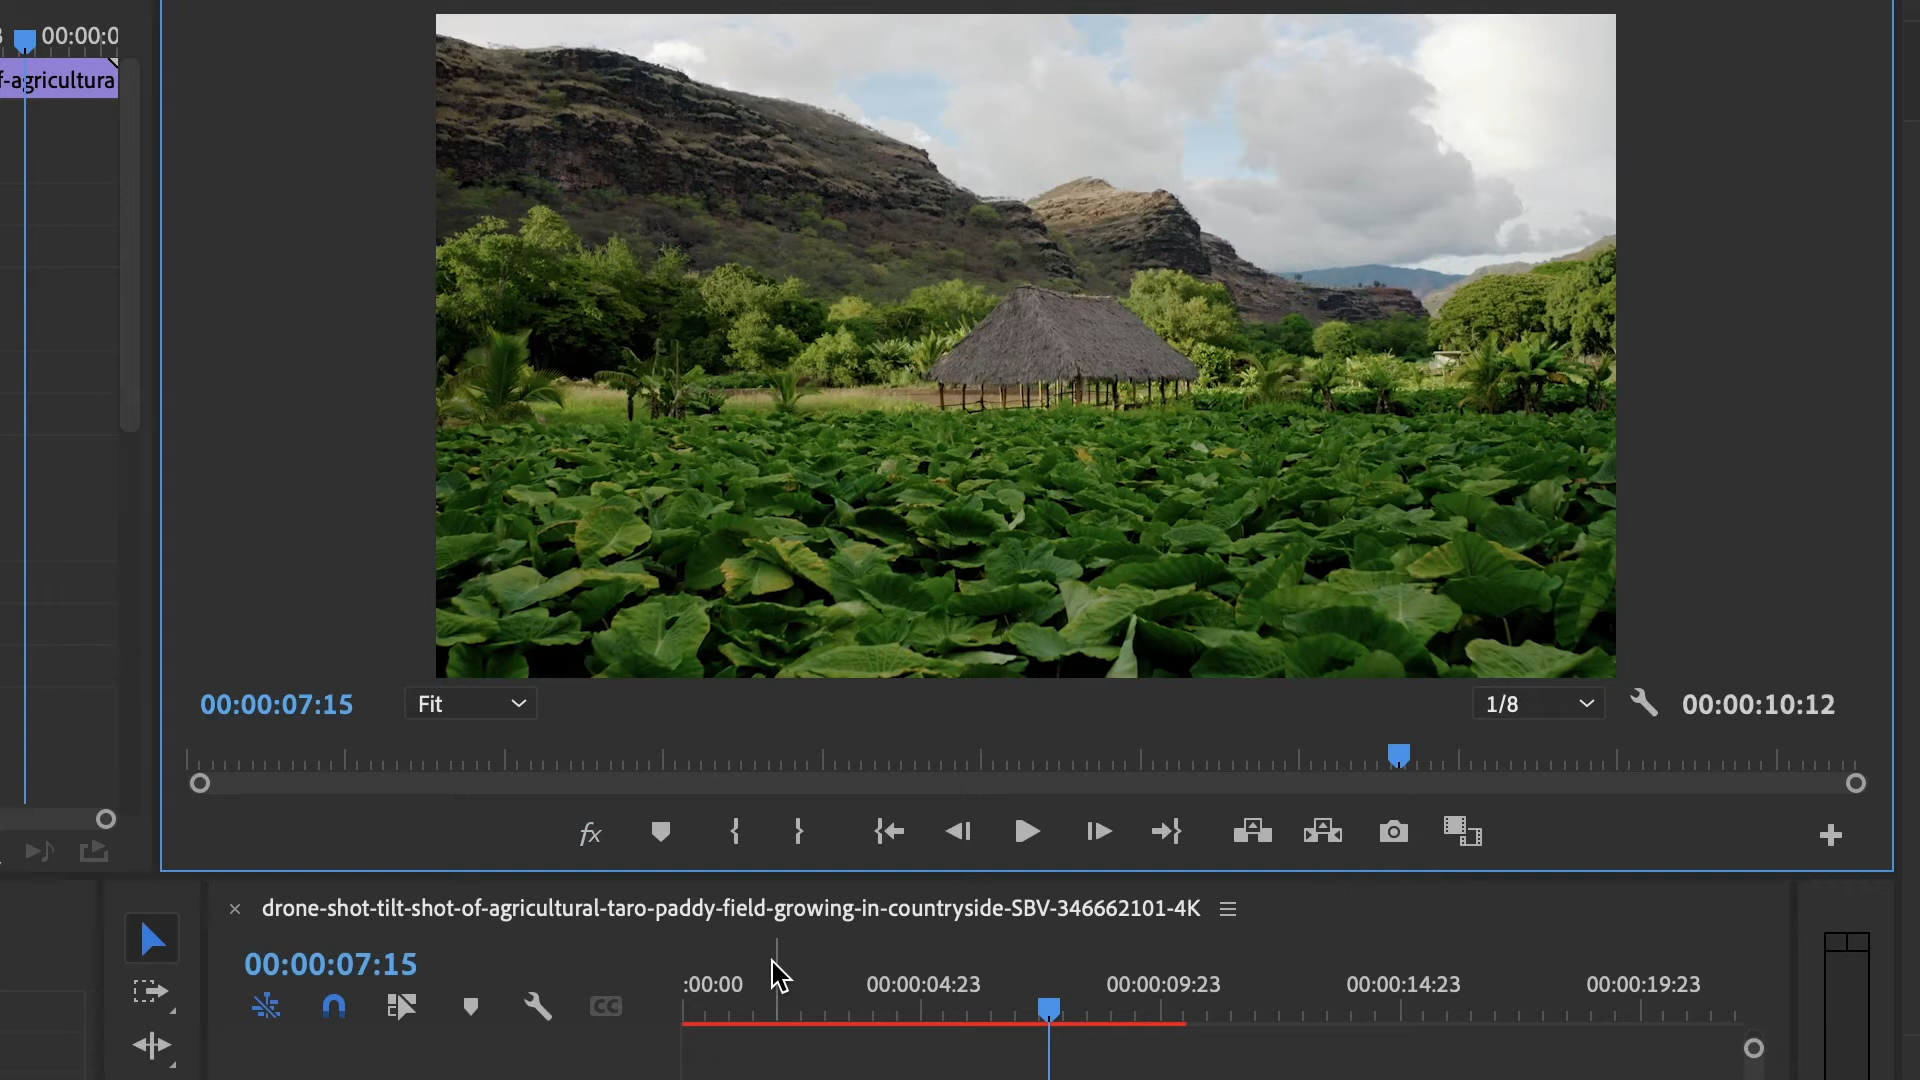 00:00:0
f-agricultura
00:00:07:15
Fit
1/8
00:00:10:12
fx
drone-shot-tilt-shot-of-agricultural-taro-paddy-field-growing-in-countryside-SBV-346662101-4K
00:00:07:15
:00:00
00:00:04:23
00:00:09:23
00:00:14:23
00:00:19:23
CC